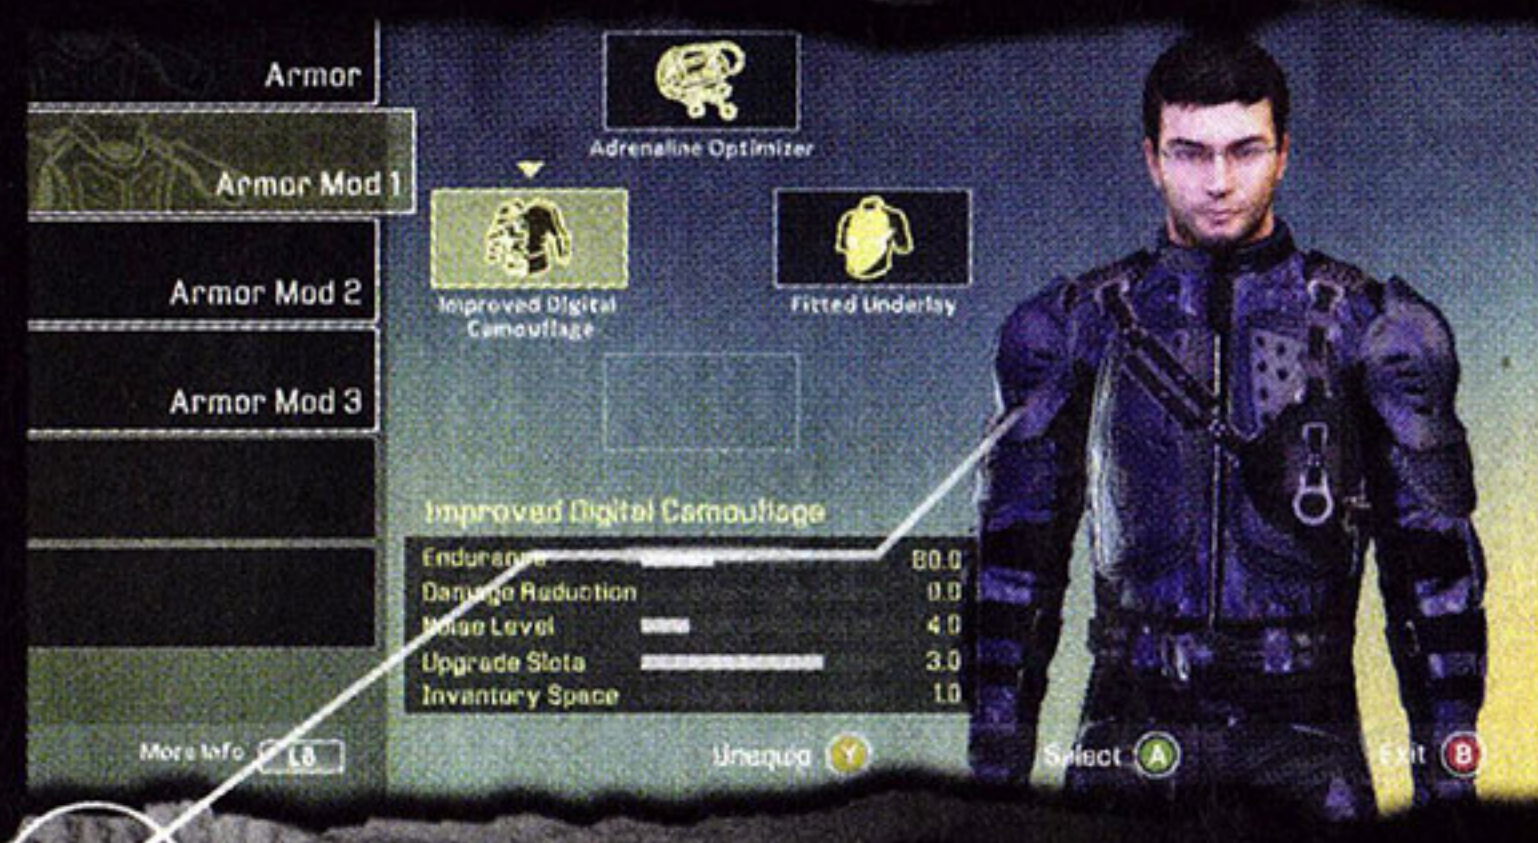 Armor
Adrenaline Optimizer
Armor Mod 1
Improved Digital
Camouflage
Fitted Underlay
Armor Mod 2
Armor Mod 3
Improved Digital Camouflage
Endurance 80.0
Damage Reduction 0.0
Noise Level 4.0
Upgrade Slots 3.0
Inventory Space 1.0
More Info LB
Unequip Y
Select A
Exit B